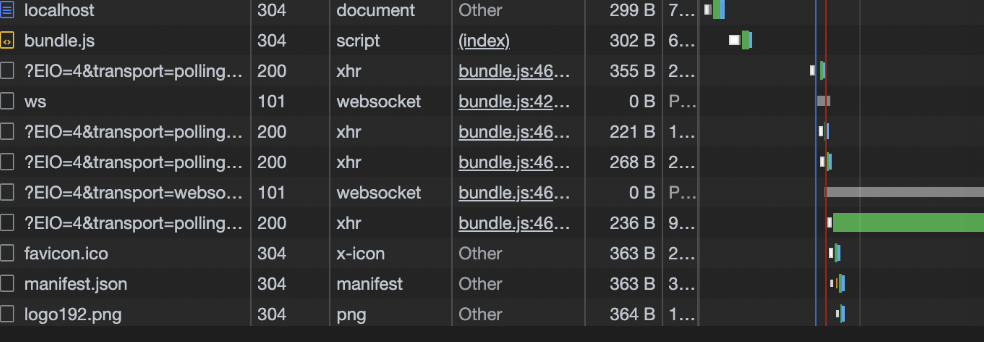 localhost 304 document Other 299 B 7...
bundle.js 304 script (index) 302 B 6...
?EIO=4&transport=polling... 200 xhr bundle.js:46... 355 B 2...
ws 101 websocket bundle.js:42... 0 B P...
?EIO=4&transport=polling... 200 xhr bundle.js:46... 221 B 1...
?EIO=4&transport=polling... 200 xhr bundle.js:46... 268 B 2...
?EIO=4&transport=webso... 101 websocket bundle.js:46... 0 B P...
?EIO=4&transport=polling... 200 xhr bundle.js:46... 236 B 9...
favicon.ico 304 x-icon Other 363 B 2...
manifest.json 304 manifest Other 363 B 3...
logo192.png 304 png Other 364 B 1...